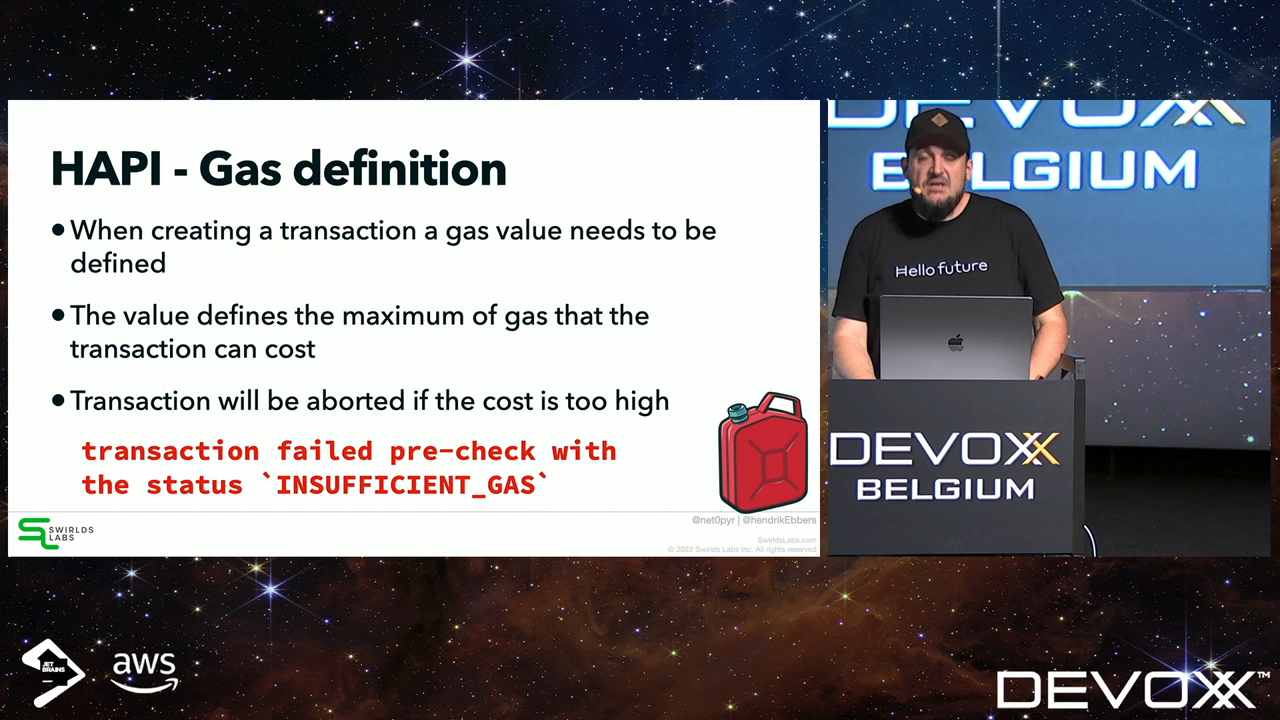 HAPI - Gas definition
•When creating a transaction a gas value needs to be
defined
•The value defines the maximum of gas that the
transaction can cost
•Transaction will be aborted if the cost is too high
transaction failed pre-check with
the status `INSUFFICIENT_GAS`
SWIRLDS
LABS
@net0pyr | @hendrikEbbers
SwirldsLabs.com
© 2022 Swirlds Labs Inc. All rights reserved
DEVOXX
BELGIUM
Hello future
DEVOXX
BELGIUM
JET
BRAINS
aws
DEVOXX™